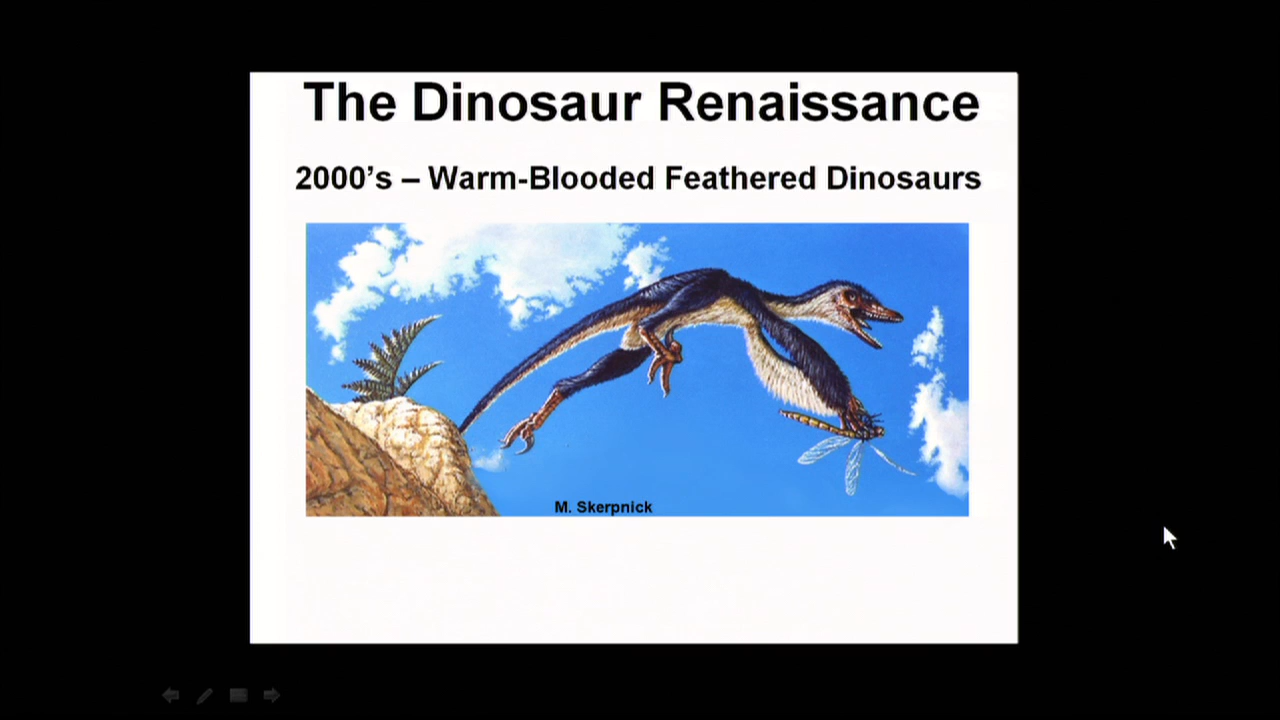 The Dinosaur Renaissance
2000’s – Warm-Blooded Feathered Dinosaurs
M. Skerpnick